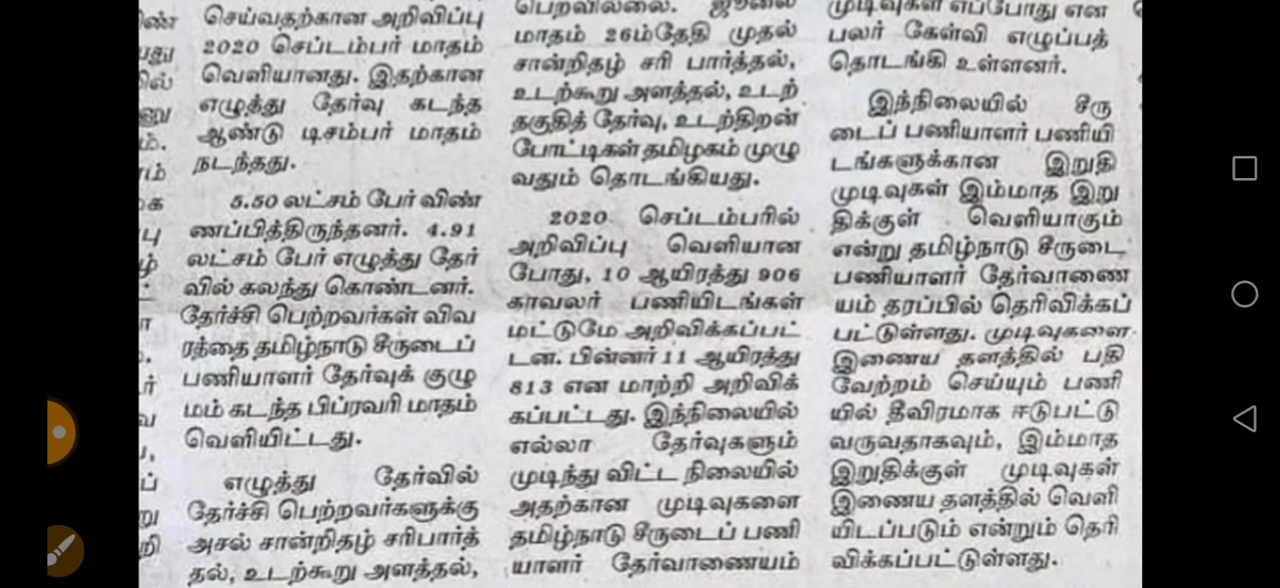 ிண்
யது
ில்
னு
ம்.
ாம்
க
பு
ழ்
ா
ர்
வ
ப்
று
றி
செய்வதற்கான அறிவிப்பு
2020 செப்டம்பர் மாதம்
வெளியானது. இதற்கான
எழுத்து தேர்வு கடந்த
ஆண்டு டிசம்பர் மாதம்
நடந்தது.
5.50 லட்சம் பேர் விண்
ணப்பித்திருந்தனர். 4.91
லட்சம் பேர் எழுத்து தேர்
வில் கலந்து கொண்டனர்.
தேர்ச்சி பெற்றவர்கள் விவ
ரத்தை தமிழ்நாடு சீருடைப்
பணியாளர் தேர்வுக் குழு
மம் கடந்த பிப்ரவரி மாதம்
வெளியிட்டது.
எழுத்து தேர்வில்
தேர்ச்சி பெற்றவர்களுக்கு
அசல் சான்றிதழ் சரிபார்த்
தல், உடற்கூறு அளத்தல்,
பெறவில்லை. ஜூலை
மாதம் 26ம்தேதி முதல்
சான்றிதழ் சரி பார்த்தல்,
உடற்கூறு அளத்தல், உடற்
தகுதித் தேர்வு, உடற்திறன்
போட்டிகள் தமிழகம் முழு
வதும் தொடங்கியது.
2020 செப்டம்பரில்
அறிவிப்பு வெளியான
போது, 10 ஆயிரத்து 906
காவலர் பணியிடங்கள்
மட்டுமே அறிவிக்கப்பட்
டன. பின்னர் 11 ஆயிரத்து
813 என மாற்றி அறிவிக்
கப்பட்டது. இந்நிலையில்
எல்லா தேர்வுகளும்
முடிந்து விட்ட நிலையில்
அதற்கான முடிவுகளை
தமிழ்நாடு சீருடைப் பணி
யாளர் தேர்வாணையம்
முடிவுகள் எப்போது என
பலர் கேள்வி எழுப்பத்
தொடங்கி உள்ளனர்.
இந்நிலையில் சீரு
டைப் பணியாளர் பணியி
டங்களுக்கான இறுதி
முடிவுகள் இம்மாத இறு
திக்குள் வெளியாகும்
என்று தமிழ்நாடு சீருடை
பணியாளர் தேர்வாணை
யம் தரப்பில் தெரிவிக்கப்
பட்டுள்ளது. முடிவுகளை
இணைய தளத்தில் பதி
வேற்றம் செய்யும் பணி
யில் தீவிரமாக ஈடுபட்டு
வருவதாகவும், இம்மாத
இறுதிக்குள் முடிவுகள்
இணைய தளத்தில் வெளி
யிடப்படும் என்றும் தெரி
விக்கப்பட்டுள்ளது.